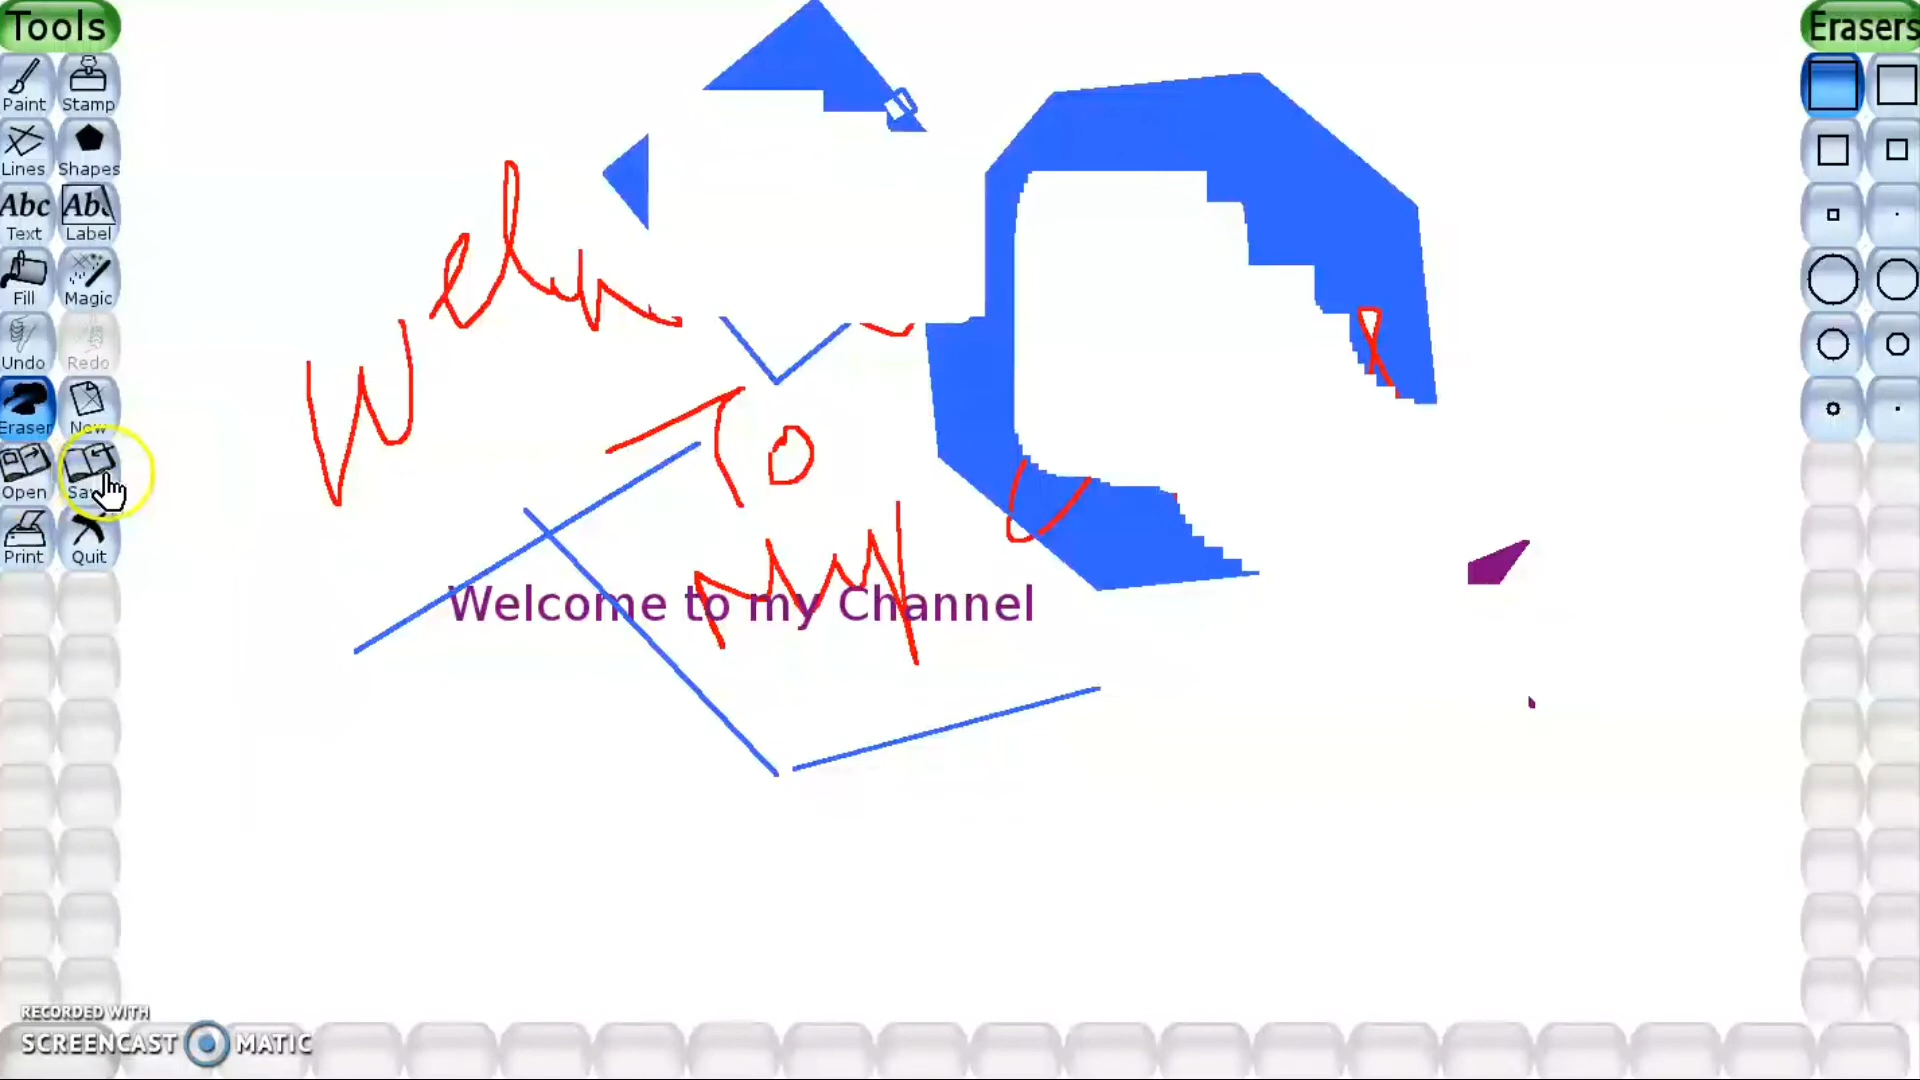 Tools
Erasers
Paint Stamp
Lines Shapes
Abc Abc
Text Label
Fill Magic
Undo Redo
Eraser New
Open
Print Quit
W
To
My
Welcome to my Channel
RECORDED WITH
SCREENCAST MATIC